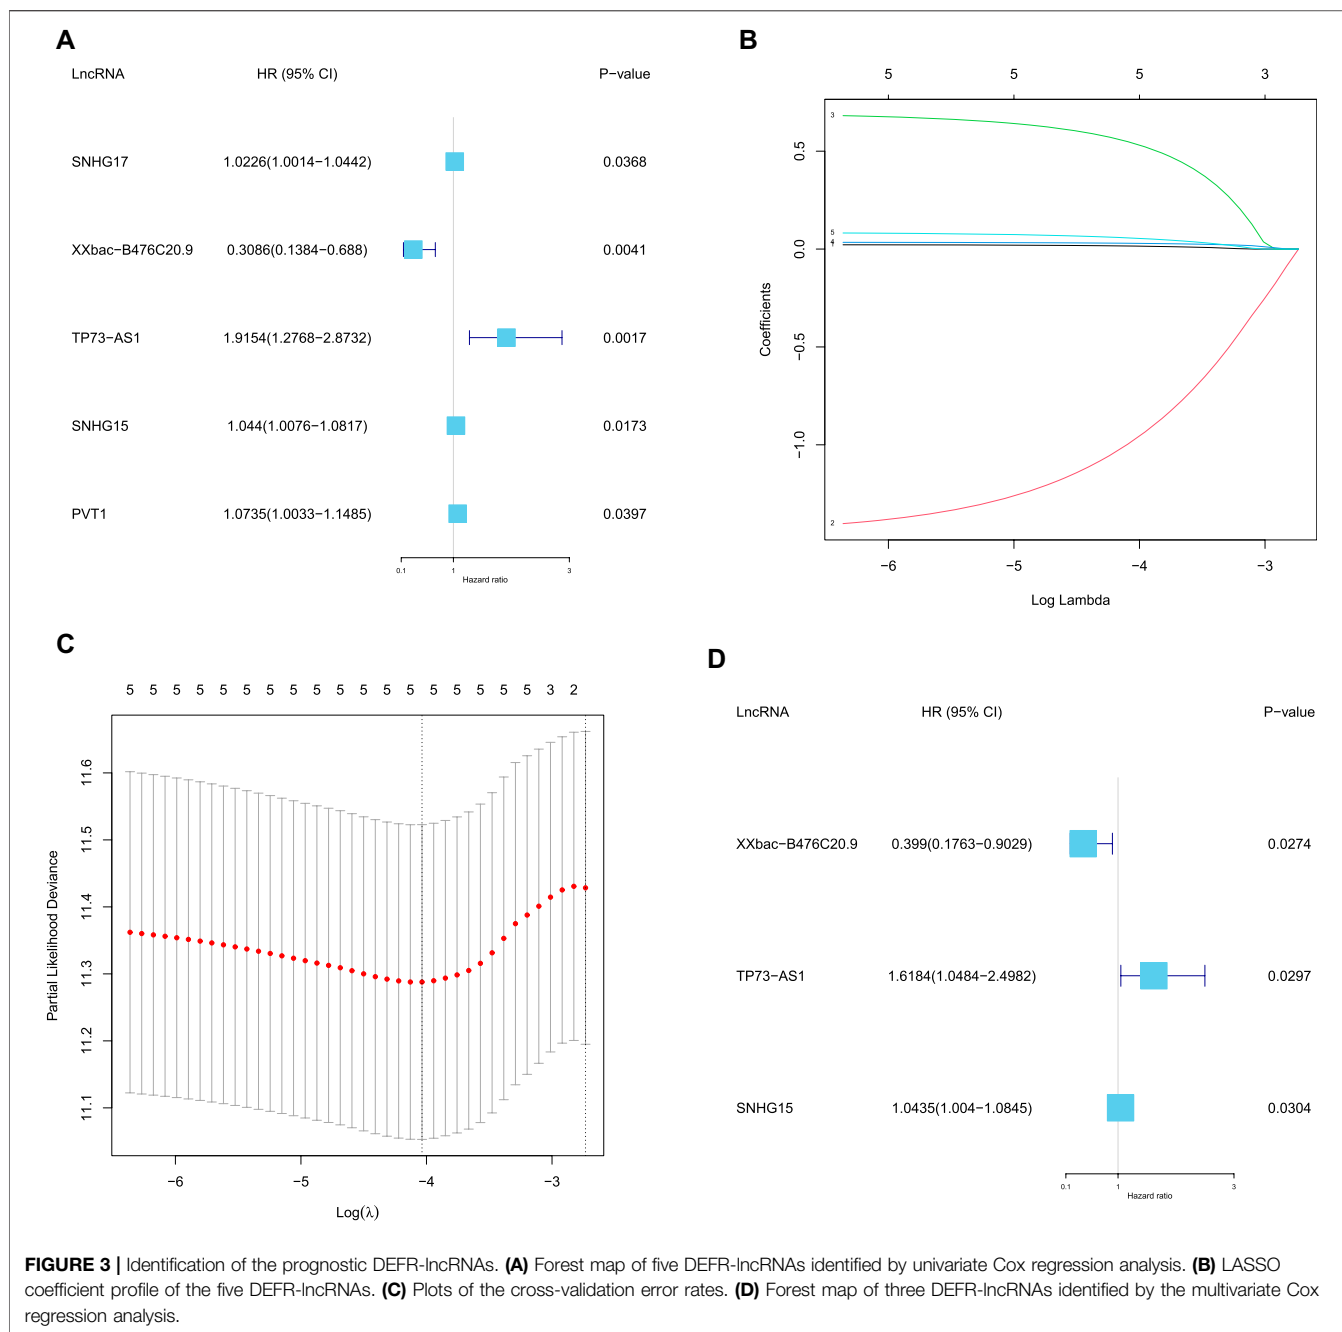 A
LncRNA HR (95% CI) P−value
SNHG17 1.0226(1.0014−1.0442) 0.0368
XXbac−B476C20.9 0.3086(0.1384−0.688) 0.0041
TP73−AS1 1.9154(1.2768−2.8732) 0.0017
SNHG15 1.044(1.0076−1.0817) 0.0173
PVT1 1.0735(1.0033−1.1485) 0.0397
0.1 1 3
Hazard ratio
B
5 5 5 3
0.5
0.0
−0.5
−1.0
Coefficients
3
5
4
1
2
−6 −5 −4 −3
Log Lambda
C
5 5 5 5 5 5 5 5 5 5 5 5 5 5 5 5 5 5 3 2
11.6
11.5
11.4
11.3
11.2
11.1
Partial Likelihood Deviance
−6 −5 −4 −3
Log(λ)
D
LncRNA HR (95% CI) P−value
XXbac−B476C20.9 0.399(0.1763−0.9029) 0.0274
TP73−AS1 1.6184(1.0484−2.4982) 0.0297
SNHG15 1.0435(1.004−1.0845) 0.0304
0.1 1 3
Hazard ratio
FIGURE 3 | Identification of the prognostic DEFR-lncRNAs. (A) Forest map of five DEFR-lncRNAs identified by univariate Cox regression analysis. (B) LASSO
coefficient profile of the five DEFR-lncRNAs. (C) Plots of the cross-validation error rates. (D) Forest map of three DEFR-lncRNAs identified by the multivariate Cox
regression analysis.